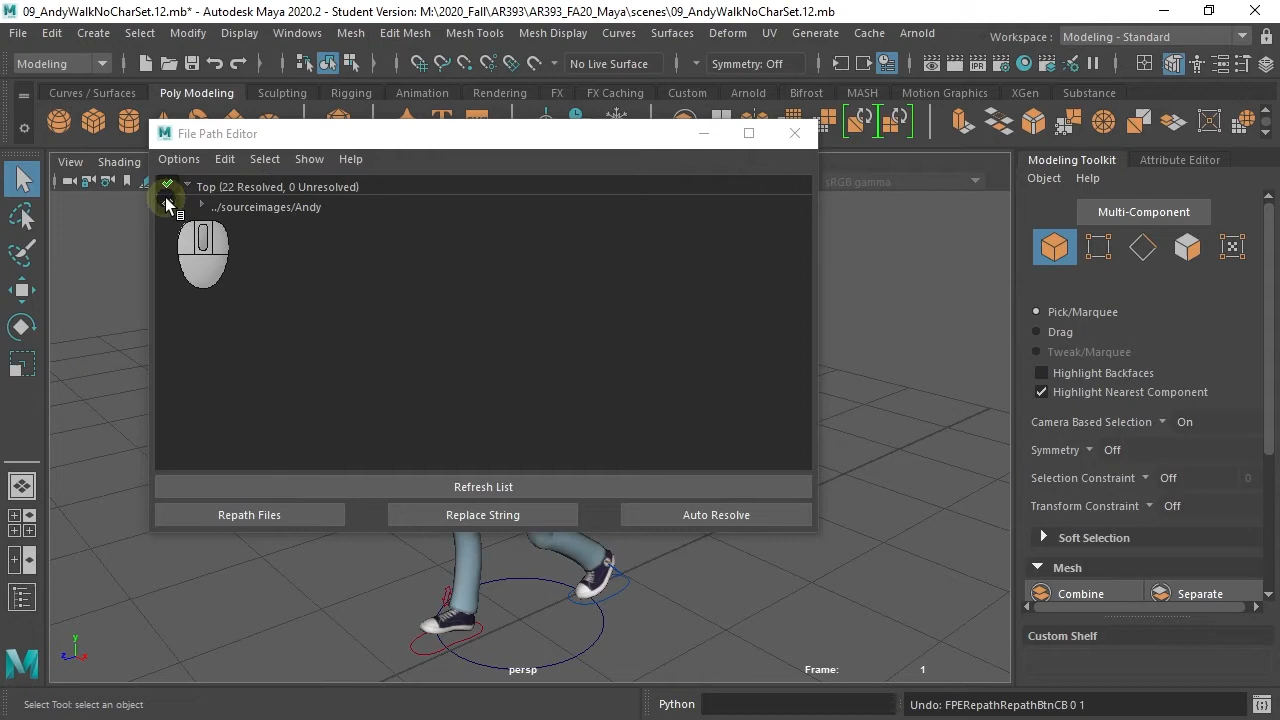 09_AndyWalkNoCharSet.12.mb* - Autodesk Maya 2020.2 - Student Version: M:\2020_Fall\AR393\AR393_FA20_Maya\scenes\09_AndyWalkNoCharSet.12.mb
File Edit Create Select Modify Display Windows Mesh Edit Mesh Mesh Tools Mesh Display Curves Surfaces Deform UV Generate Cache Arnold
Workspace : Modeling - Standard
Modeling No Live Surface Symmetry: Off
Curves / Surfaces Poly Modeling Sculpting Rigging Animation Rendering FX FX Caching Custom Arnold Bifrost MASH Motion Graphics XGen Substance
IPR
File Path Editor
View Shading
Options Edit Select Show Help
Modeling Toolkit Attribute Editor
Object Help
sRGB gamma
Top (22 Resolved, 0 Unresolved)
../sourceimages/Andy
Multi-Component
Pick/Marquee
Drag
Tweak/Marquee
Highlight Backfaces
Highlight Nearest Component
Camera Based Selection On
Symmetry Off
Selection Constraint Off 0
Transform Constraint Off
Refresh List
Repath Files Replace String Auto Resolve
Soft Selection
Mesh
Combine Separate
Custom Shelf
y
z x
persp
Frame: 1
Select Tool: select an object
Python
Undo: FPERepathRepathBtnCB 0 1